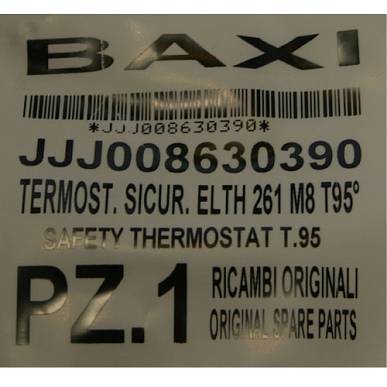 BAXI
*JJJ008630390*
JJJ008630390
TERMOST. SICUR. ELTH 261 M8 T95°
SAFETY THERMOSTAT T.95
PZ.1
RICAMBI ORIGINALI
ORIGINAL SPARE PARTS